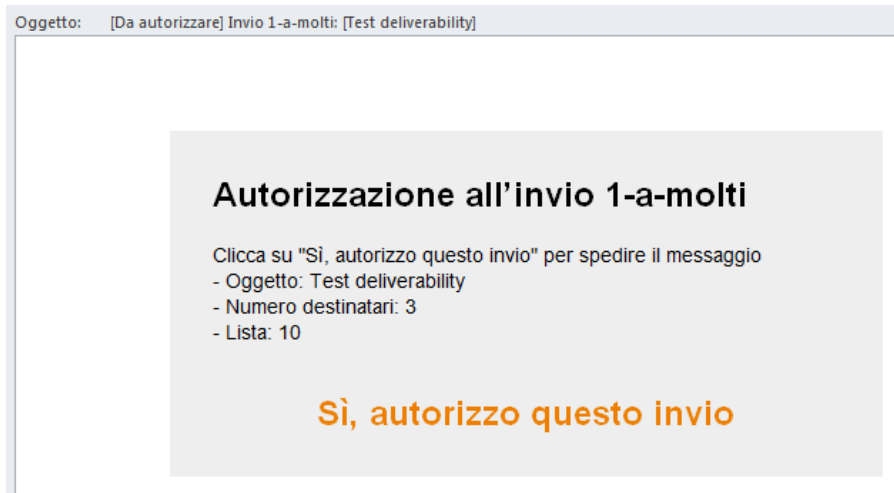 Oggetto: [Da autorizzare] Invio 1-a-molti: [Test deliverability]
Autorizzazione all’invio 1-a-molti
Clicca su "Sì, autorizzo questo invio" per spedire il messaggio
- Oggetto: Test deliverability
- Numero destinatari: 3
- Lista: 10
Sì, autorizzo questo invio